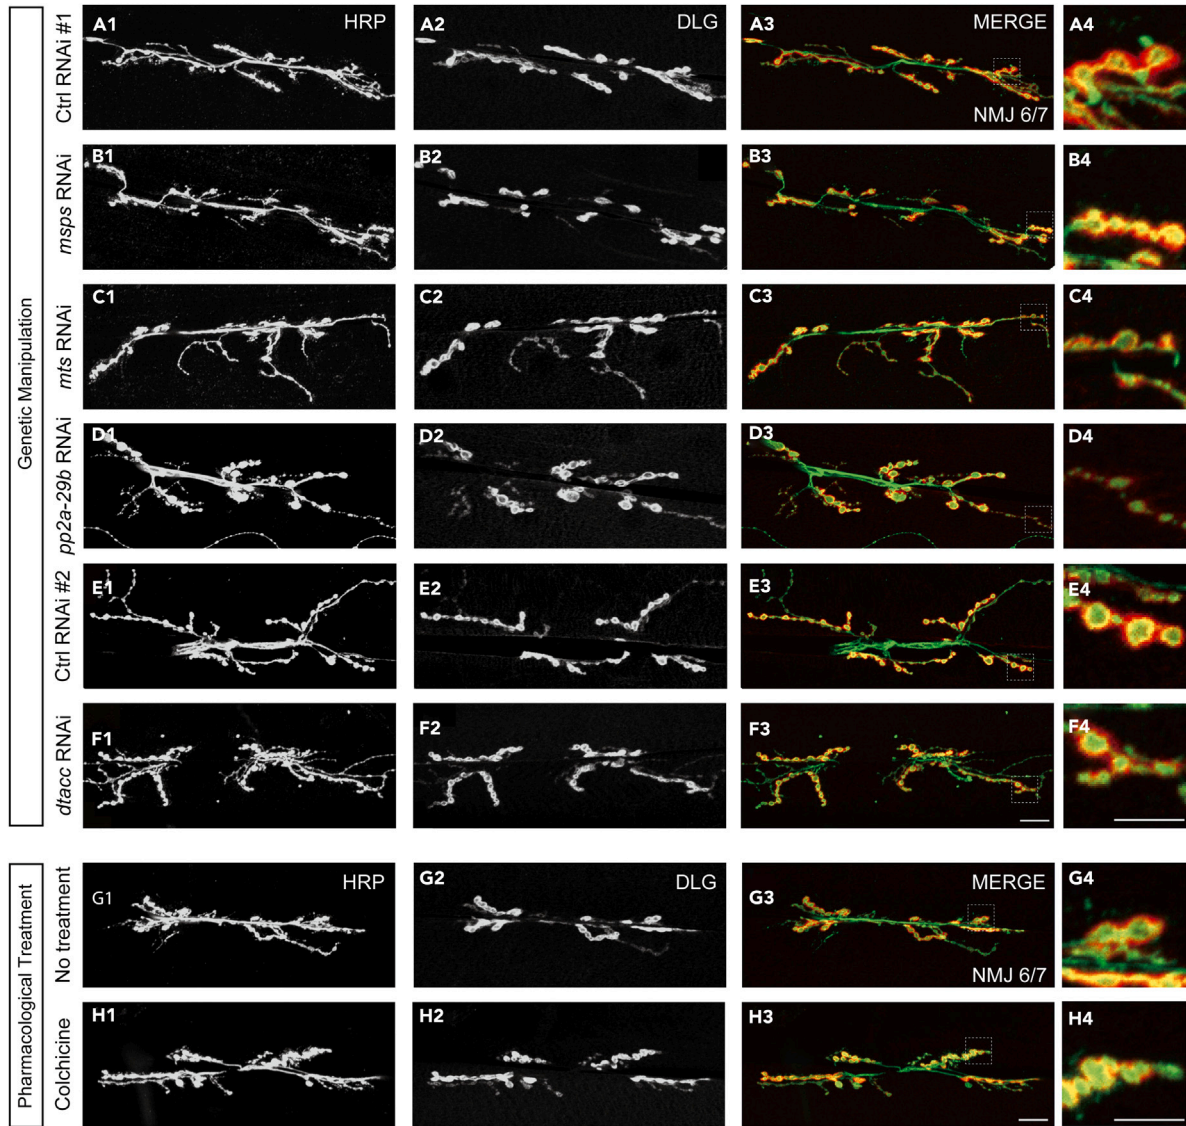 Genetic Manipulation
Ctrl RNAi #1
A1 HRP
A2 DLG
A3 MERGE
NMJ 6/7
A4
msps RNAi
B1
B2
B3
B4
mts RNAi
C1
C2
C3
C4
pp2a-29b RNAi
D1
D2
D3
D4
Ctrl RNAi #2
E1
E2
E3
E4
dtacc RNAi
F1
F2
F3
F4
Pharmacological Treatment
No treatment
G1 HRP
G2 DLG
G3 MERGE
NMJ 6/7
G4
Colchicine
H1
H2
H3
H4